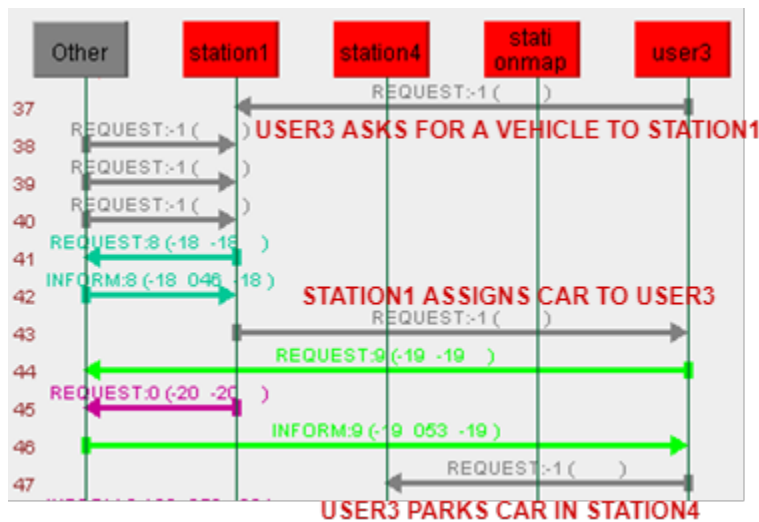 Other
station1
station4
stati
onmap
user3
REQUEST:-1 ( )
37
USER3 ASKS FOR A VEHICLE TO STATION1
REQUEST:-1 ( )
38
REQUEST:-1 ( )
39
REQUEST:-1 ( )
40
REQUEST:8 (-18 -18 )
41
INFORM:8 (-18 046 -18 )
42
STATION1 ASSIGNS CAR TO USER3
REQUEST:-1 ( )
43
REQUEST:9 (-19 -19 )
44
REQUEST:0 (-20 -20 )
45
INFORM:9 (-19 053 -19 )
46
REQUEST:-1 ( )
47
USER3 PARKS CAR IN STATION4